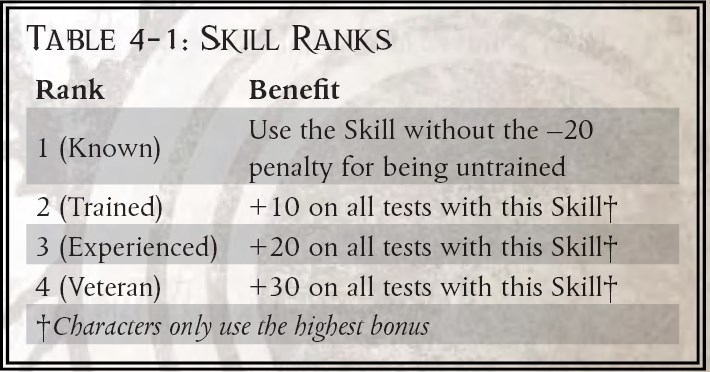 TABLE 4-1: SKILL RANKS
Rank Benefit
1 (Known) Use the Skill without the –20
penalty for being untrained
2 (Trained) +10 on all tests with this Skill†
3 (Experienced) +20 on all tests with this Skill†
4 (Veteran) +30 on all tests with this Skill†
†Characters only use the highest bonus